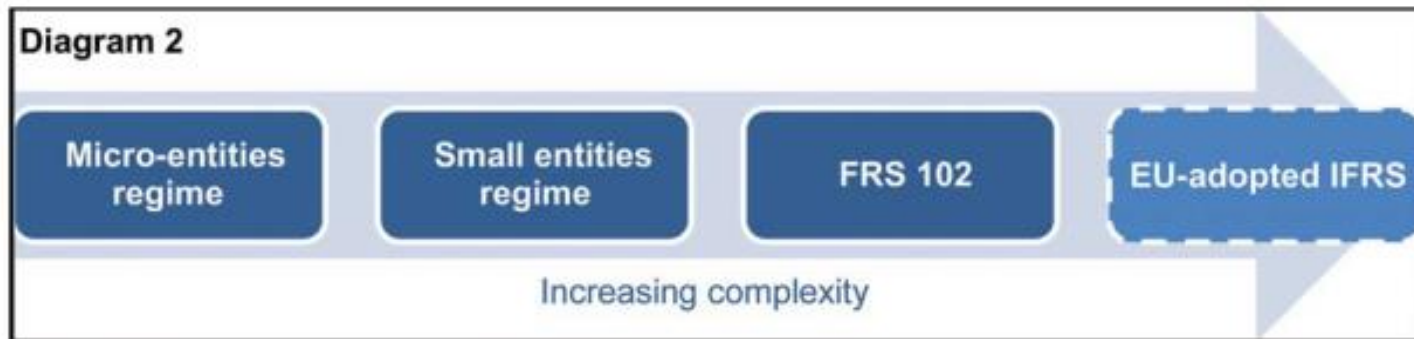 Diagram 2
Micro-entities
regime
Small entities
regime
FRS 102
EU-adopted IFRS
Increasing complexity